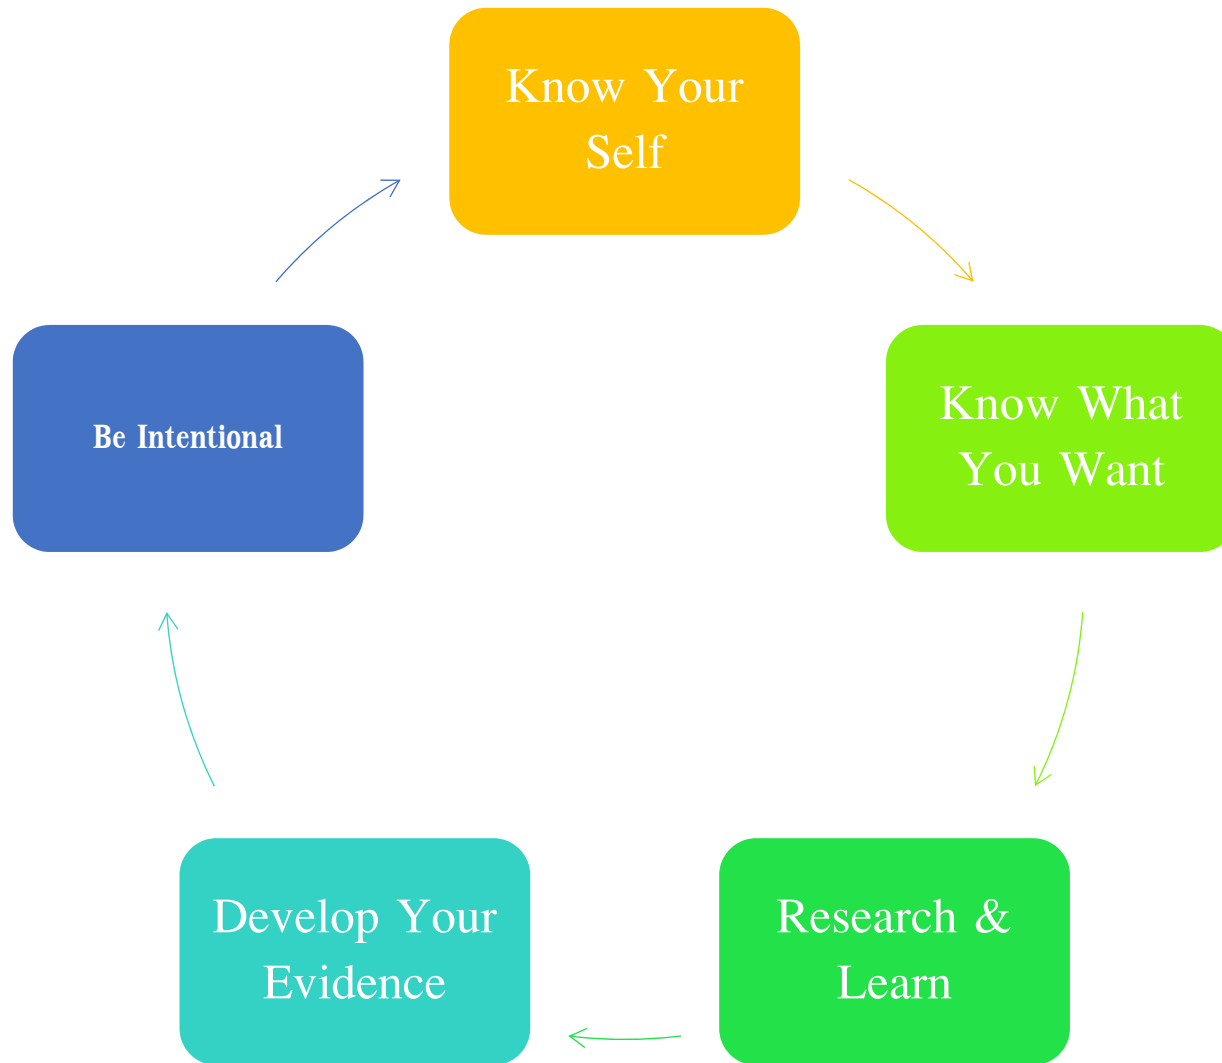 Know Your
Self
Know What
You Want
Research &
Learn
Develop Your
Evidence
Be Intentional